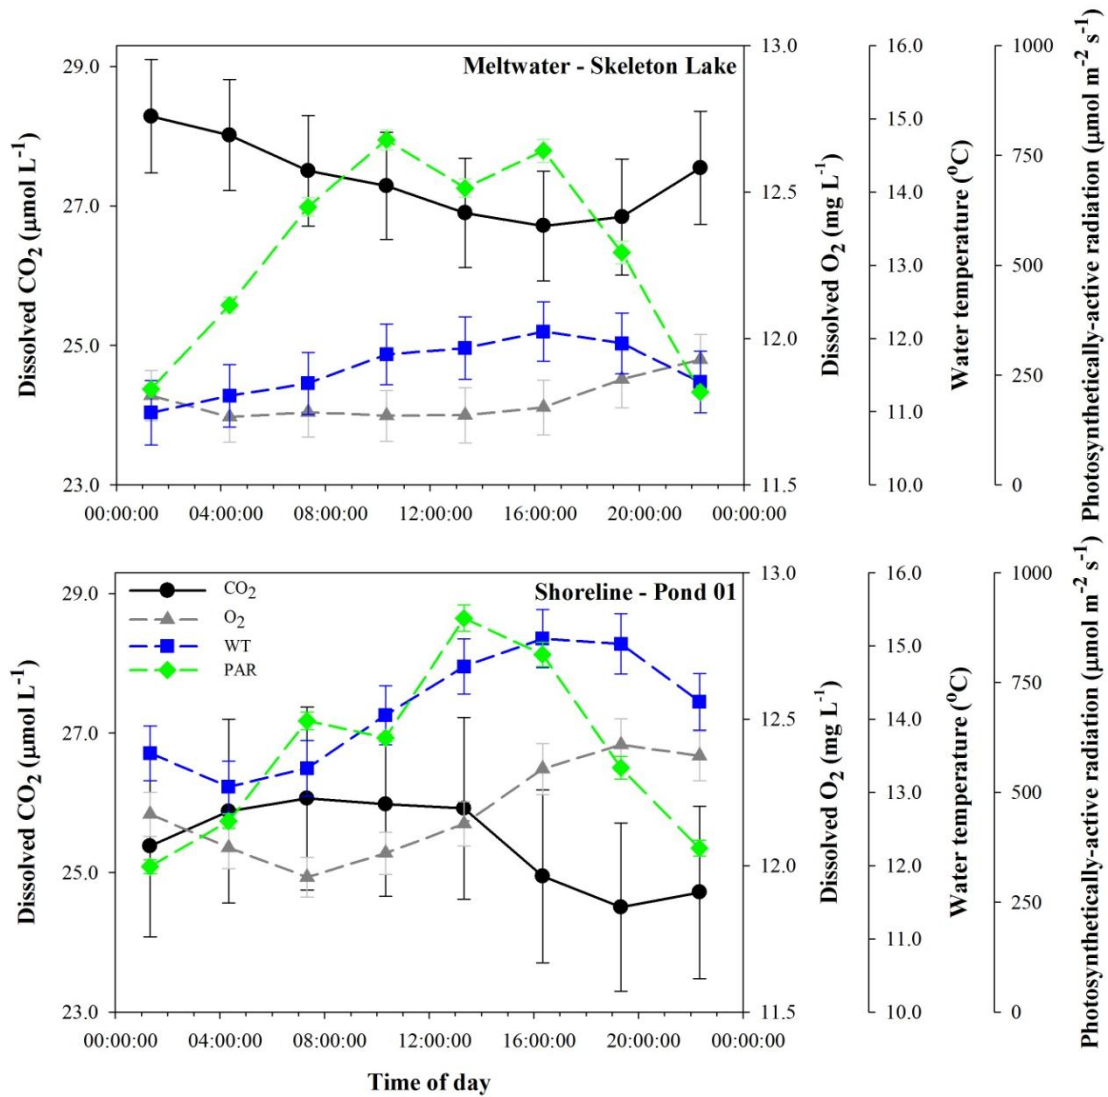 Meltwater - Skeleton Lake
Dissolved CO2 (µmol L-1)
29.0
27.0
25.0
23.0
13.0
12.5
12.0
11.5
Dissolved O2 (mg L-1)
16.0
15.0
14.0
13.0
12.0
11.0
10.0
Water temperature (oC)
1000
750
500
250
0
Photosynthetically-active radiation (µmol m-2 s-1)
00:00:00 04:00:00 08:00:00 12:00:00 16:00:00 20:00:00 00:00:00
Shoreline - Pond 01
CO2
O2
WT
PAR
Dissolved CO2 (µmol L-1)
29.0
27.0
25.0
23.0
13.0
12.5
12.0
11.5
Dissolved O2 (mg L-1)
16.0
15.0
14.0
13.0
12.0
11.0
10.0
Water temperature (oC)
1000
750
500
250
0
Photosynthetically-active radiation (µmol m-2 s-1)
00:00:00 04:00:00 08:00:00 12:00:00 16:00:00 20:00:00 00:00:00
Time of day